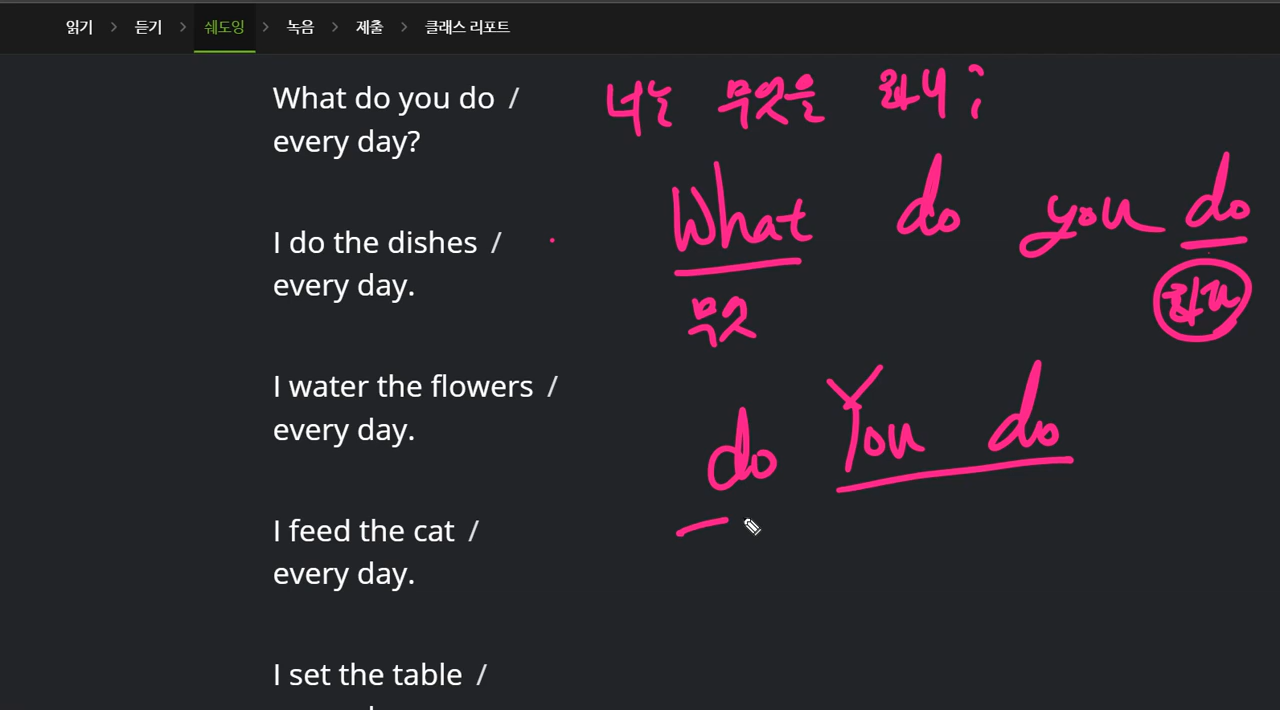 읽기 > 듣기 > 쉐도잉 > 녹음 > 제출 > 클래스 리포트
What do you do /
every day?
I do the dishes /
every day.
I water the flowers /
every day.
I feed the cat /
every day.
I set the table /
너는 무엇을 하니?
What do you do
무엇 하다
do You do